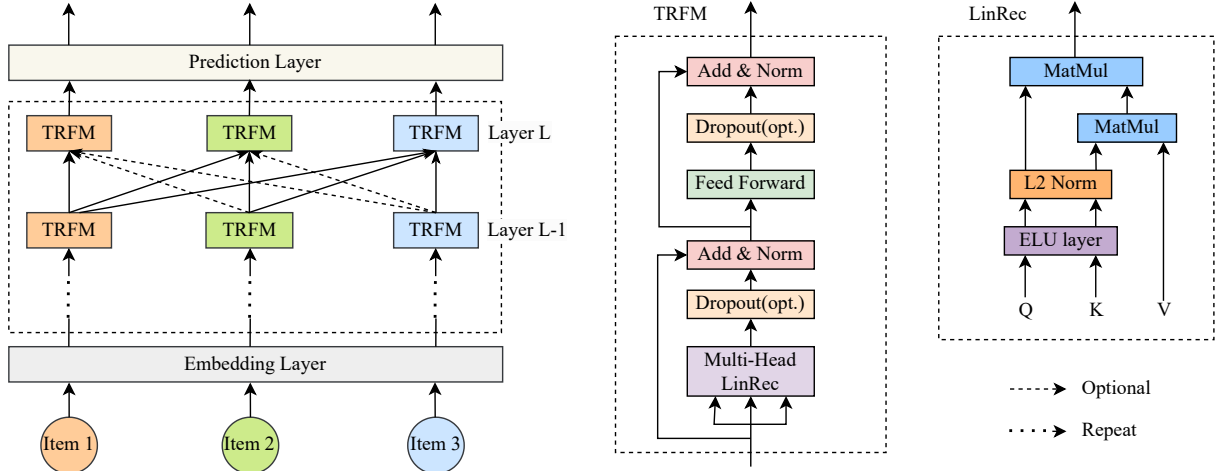 Prediction Layer
TRFM TRFM TRFM Layer L
TRFM TRFM TRFM Layer L-1
Embedding Layer
Item 1 Item 2 Item 3
TRFM
Add & Norm
Dropout(opt.)
Feed Forward
Add & Norm
Dropout(opt.)
Multi-Head
LinRec
LinRec
MatMul
MatMul
L2 Norm
ELU layer
Q K V
Optional
Repeat